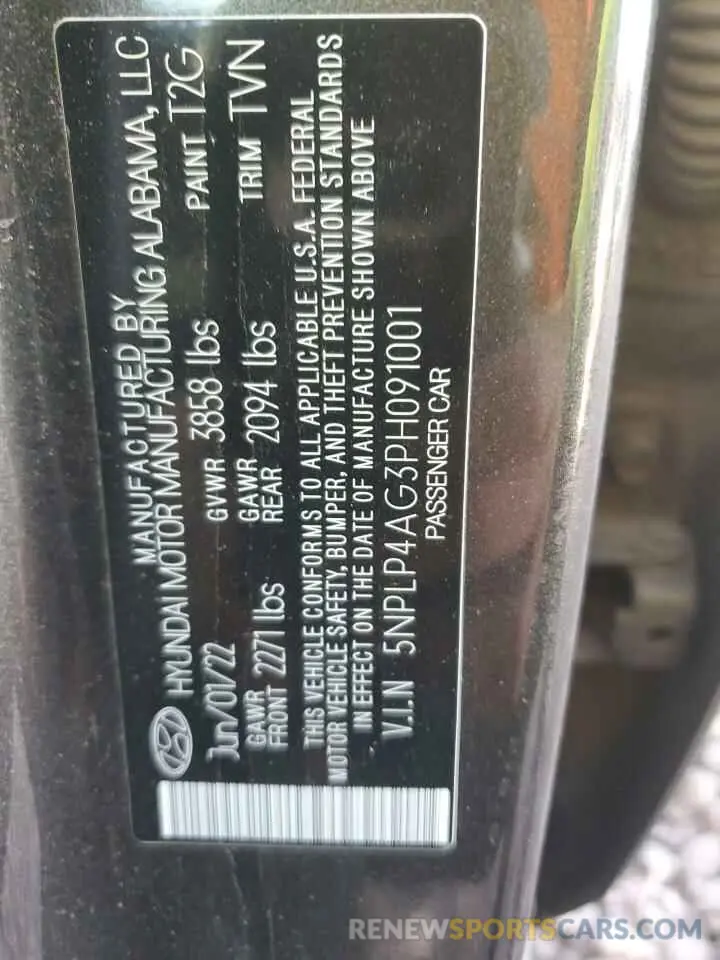 MANUFACTURED BY
HYUNDAI MOTOR MANUFACTURING ALABAMA, LLC
Jun/01/22 GVWR 3858 lbs PAINT T2G
GAWR FRONT 2271 lbs GAWR REAR 2094 lbs TRIM TVN
THIS VEHICLE CONFORMS TO ALL APPLICABLE U.S.A. FEDERAL
MOTOR VEHICLE SAFETY, BUMPER, AND THEFT PREVENTION STANDARDS
IN EFFECT ON THE DATE OF MANUFACTURE SHOWN ABOVE
V.I.N 5NPLP4AG3PH091001
PASSENGER CAR
RENEWSPORTSCARS.COM